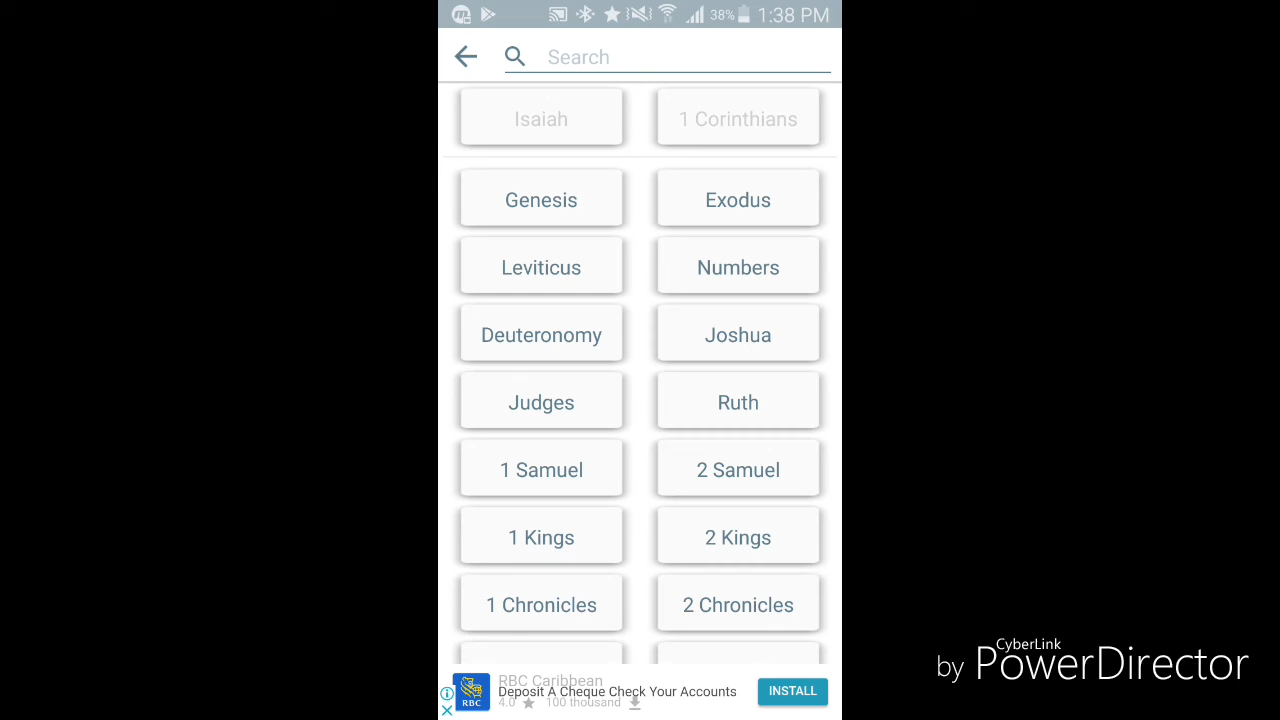 38% 1:38 PM
Search
Isaiah 1 Corinthians
Genesis Exodus
Leviticus Numbers
Deuteronomy Joshua
Judges Ruth
1 Samuel 2 Samuel
1 Kings 2 Kings
1 Chronicles 2 Chronicles
RBC Caribbean
Deposit A Cheque Check Your Accounts
4.0 100 thousand
RBC
INSTALL
CyberLink
by PowerDirector